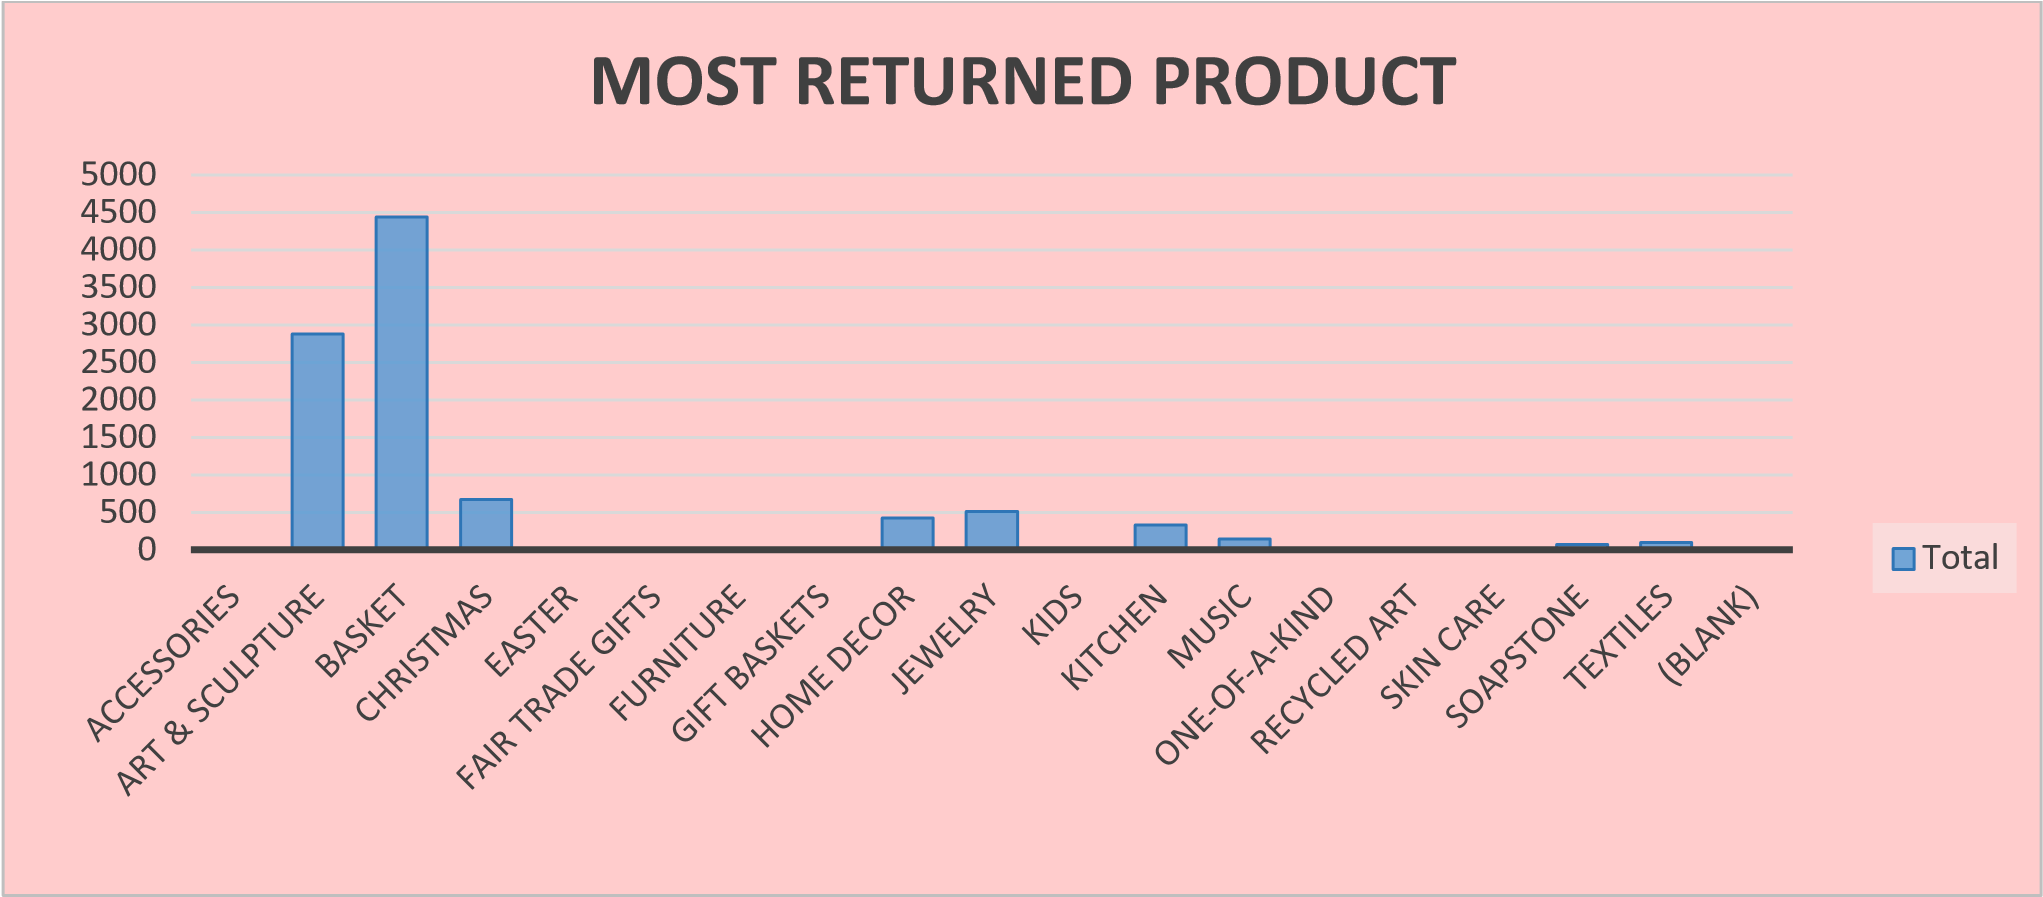 MOST RETURNED PRODUCT
5000
4500
4000
3500
3000
2500
2000
1500
1000
500
0
ACCESSORIES
ART & SCULPTURE
BASKET
CHRISTMAS
EASTER
FAIR TRADE GIFTS
FURNITURE
GIFT BASKETS
HOME DECOR
JEWELRY
KIDS
KITCHEN
MUSIC
ONE-OF-A-KIND
RECYCLED ART
SKIN CARE
SOAPSTONE
TEXTILES
(BLANK)
Total